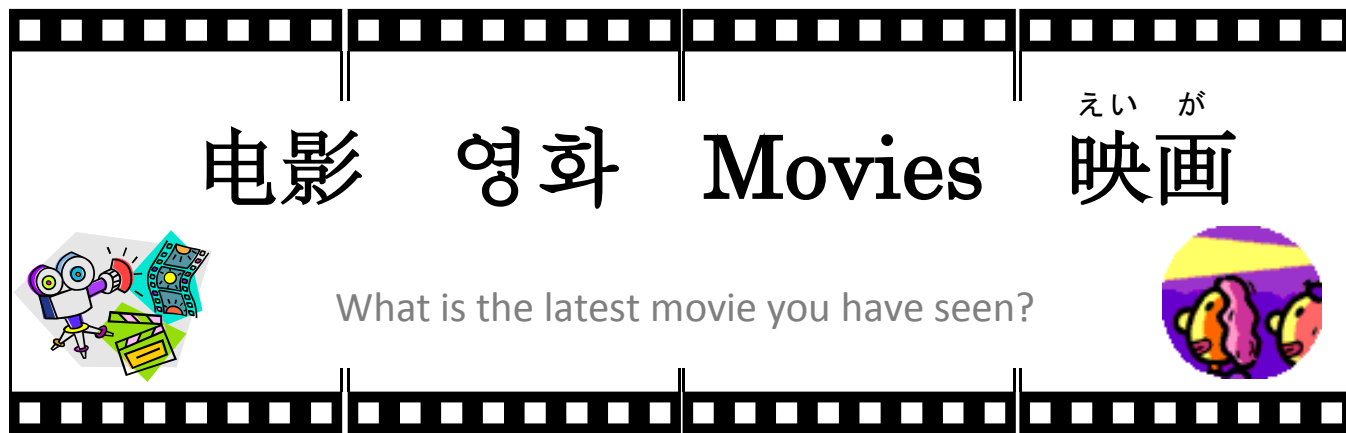 えい が
电影 영화 Movies 映画
What is the latest movie you have seen?